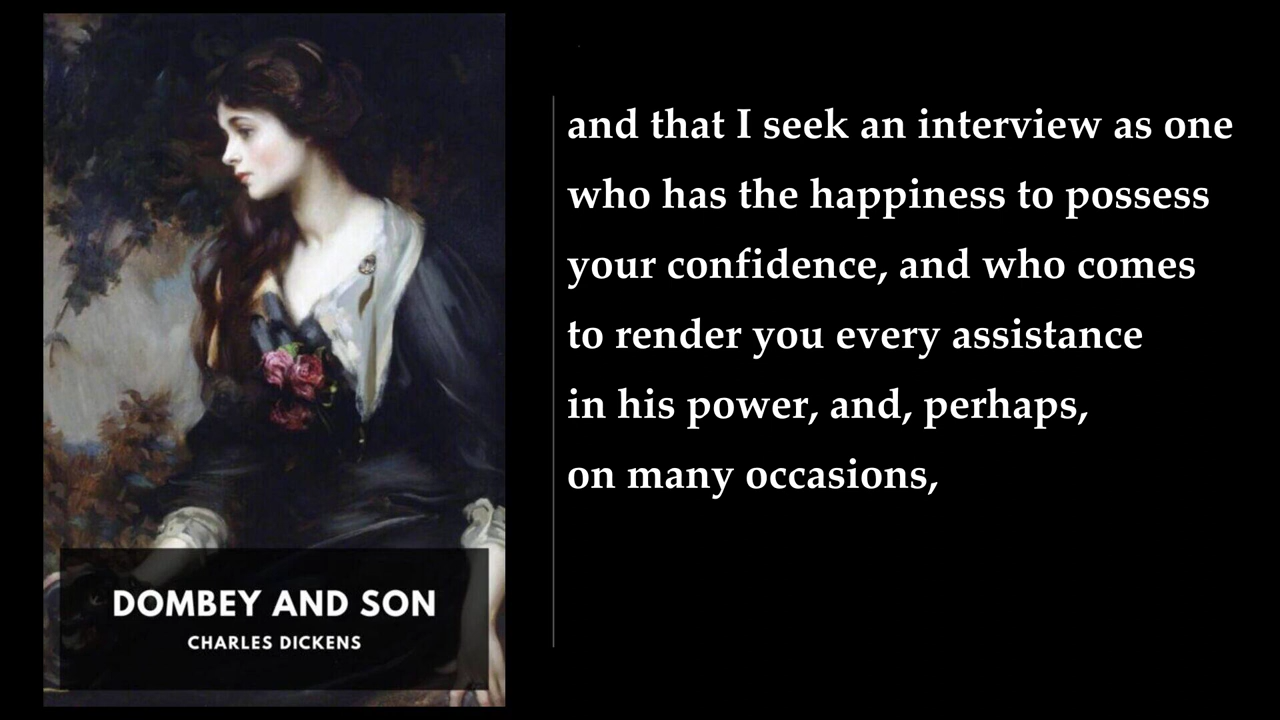 and that I seek an interview as one
who has the happiness to possess
your confidence, and who comes
to render you every assistance
in his power, and, perhaps,
on many occasions,
DOMBEY AND SON
CHARLES DICKENS